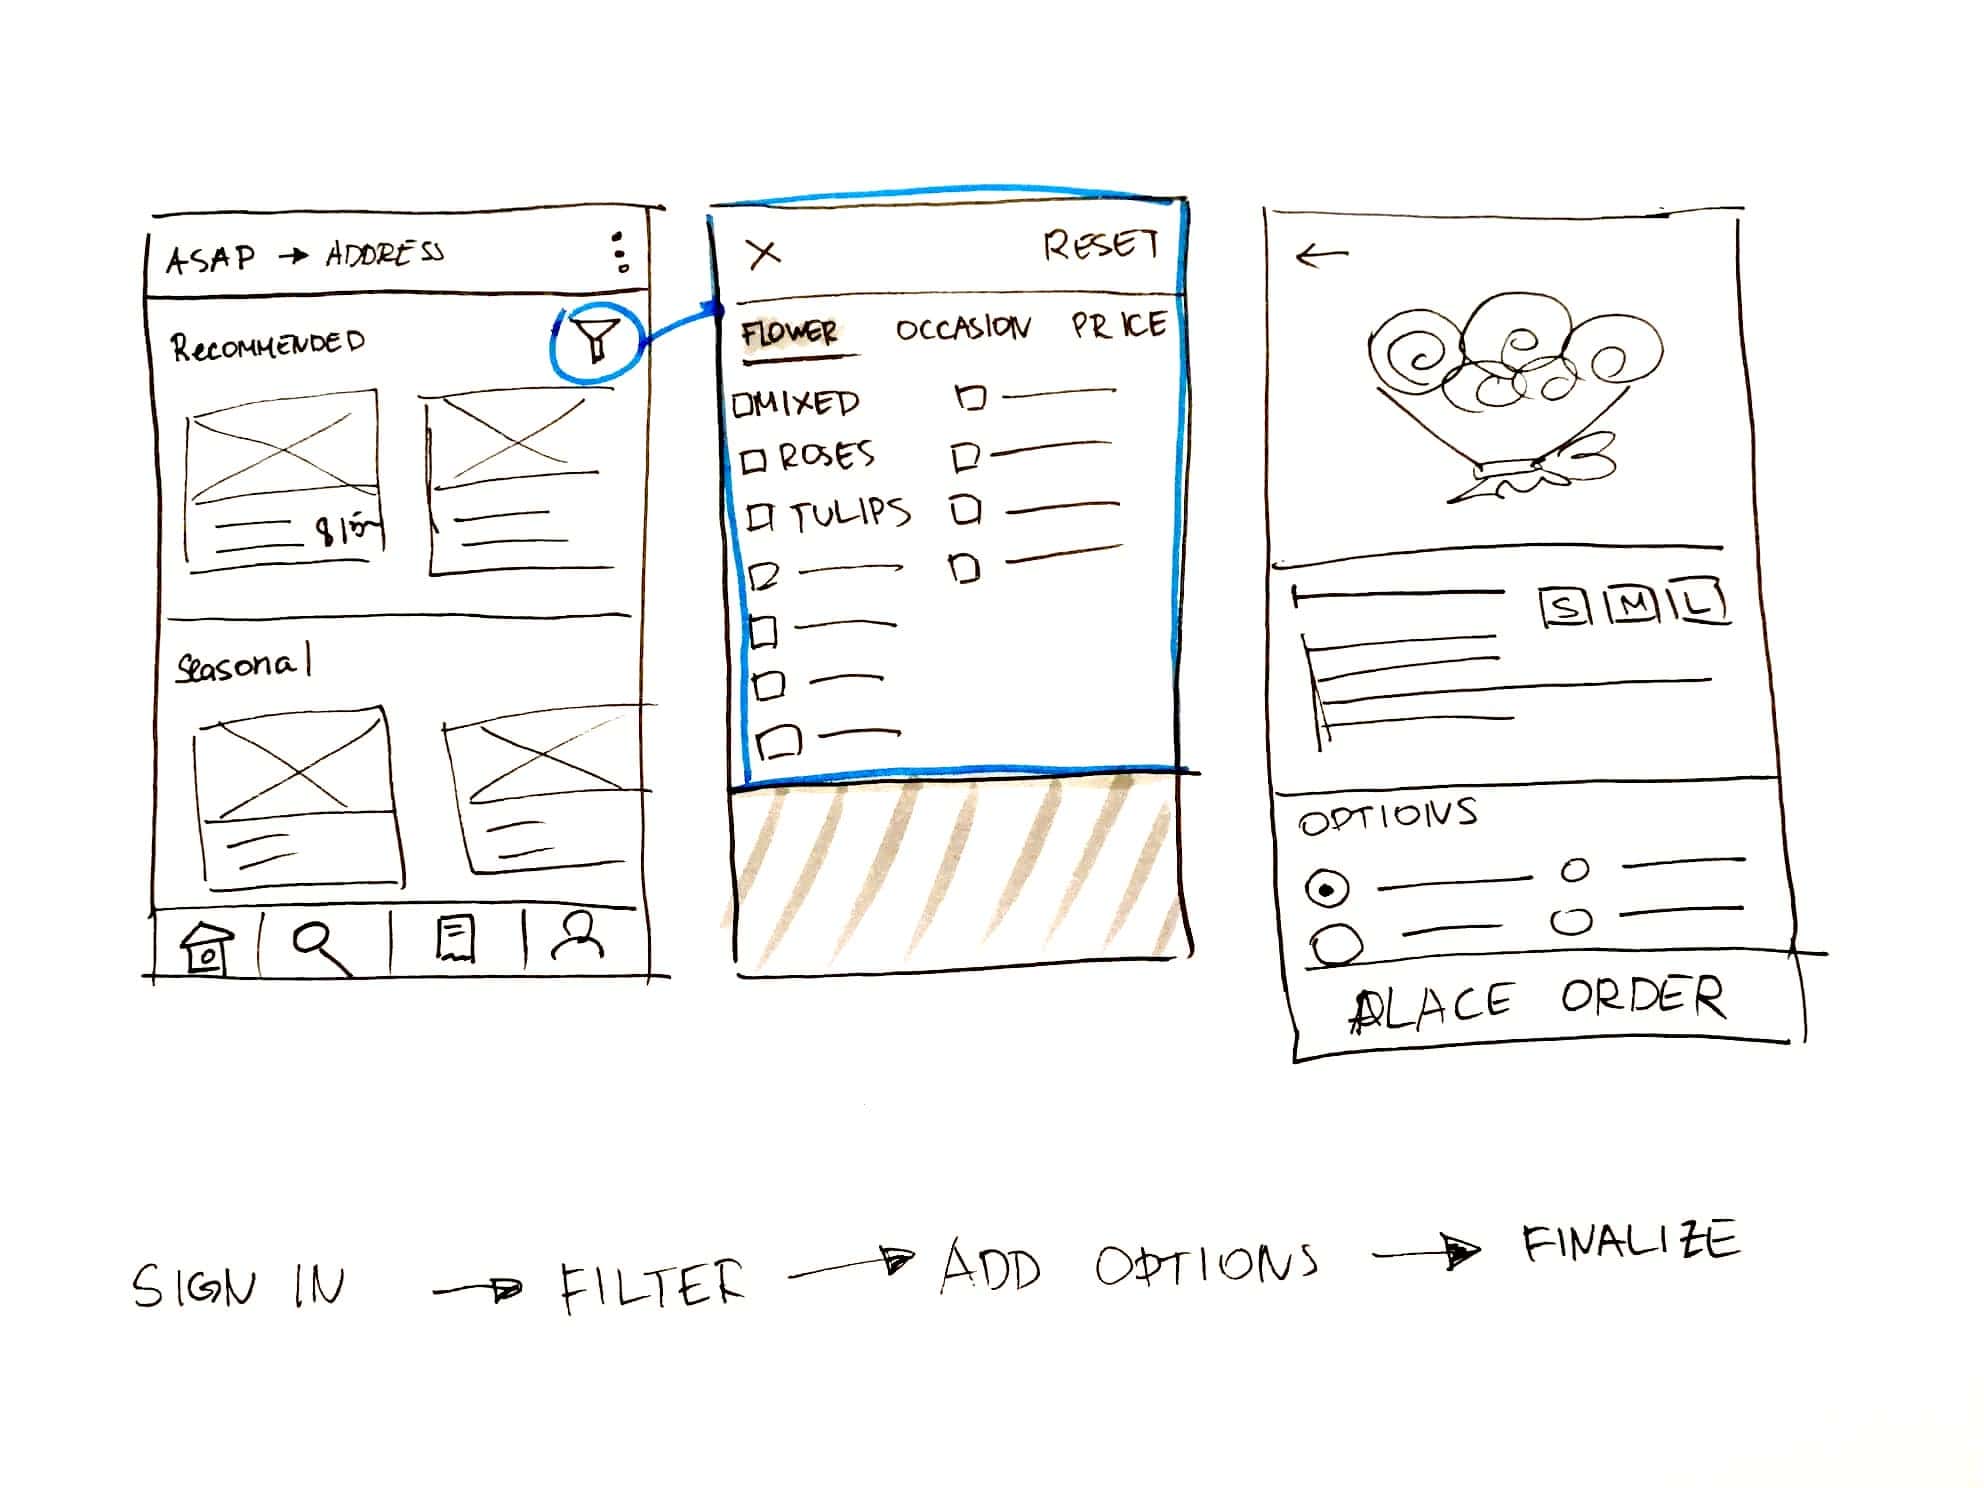 ASAP → ADDRESS
RECOMMENDED
Seasonal
X RESET
FLOWER OCCASION PRICE
MIXED
ROSES
TULIPS
S M L
OPTIONS
PLACE ORDER
SIGN IN → FILTER → ADD OPTIONS → FINALIZE